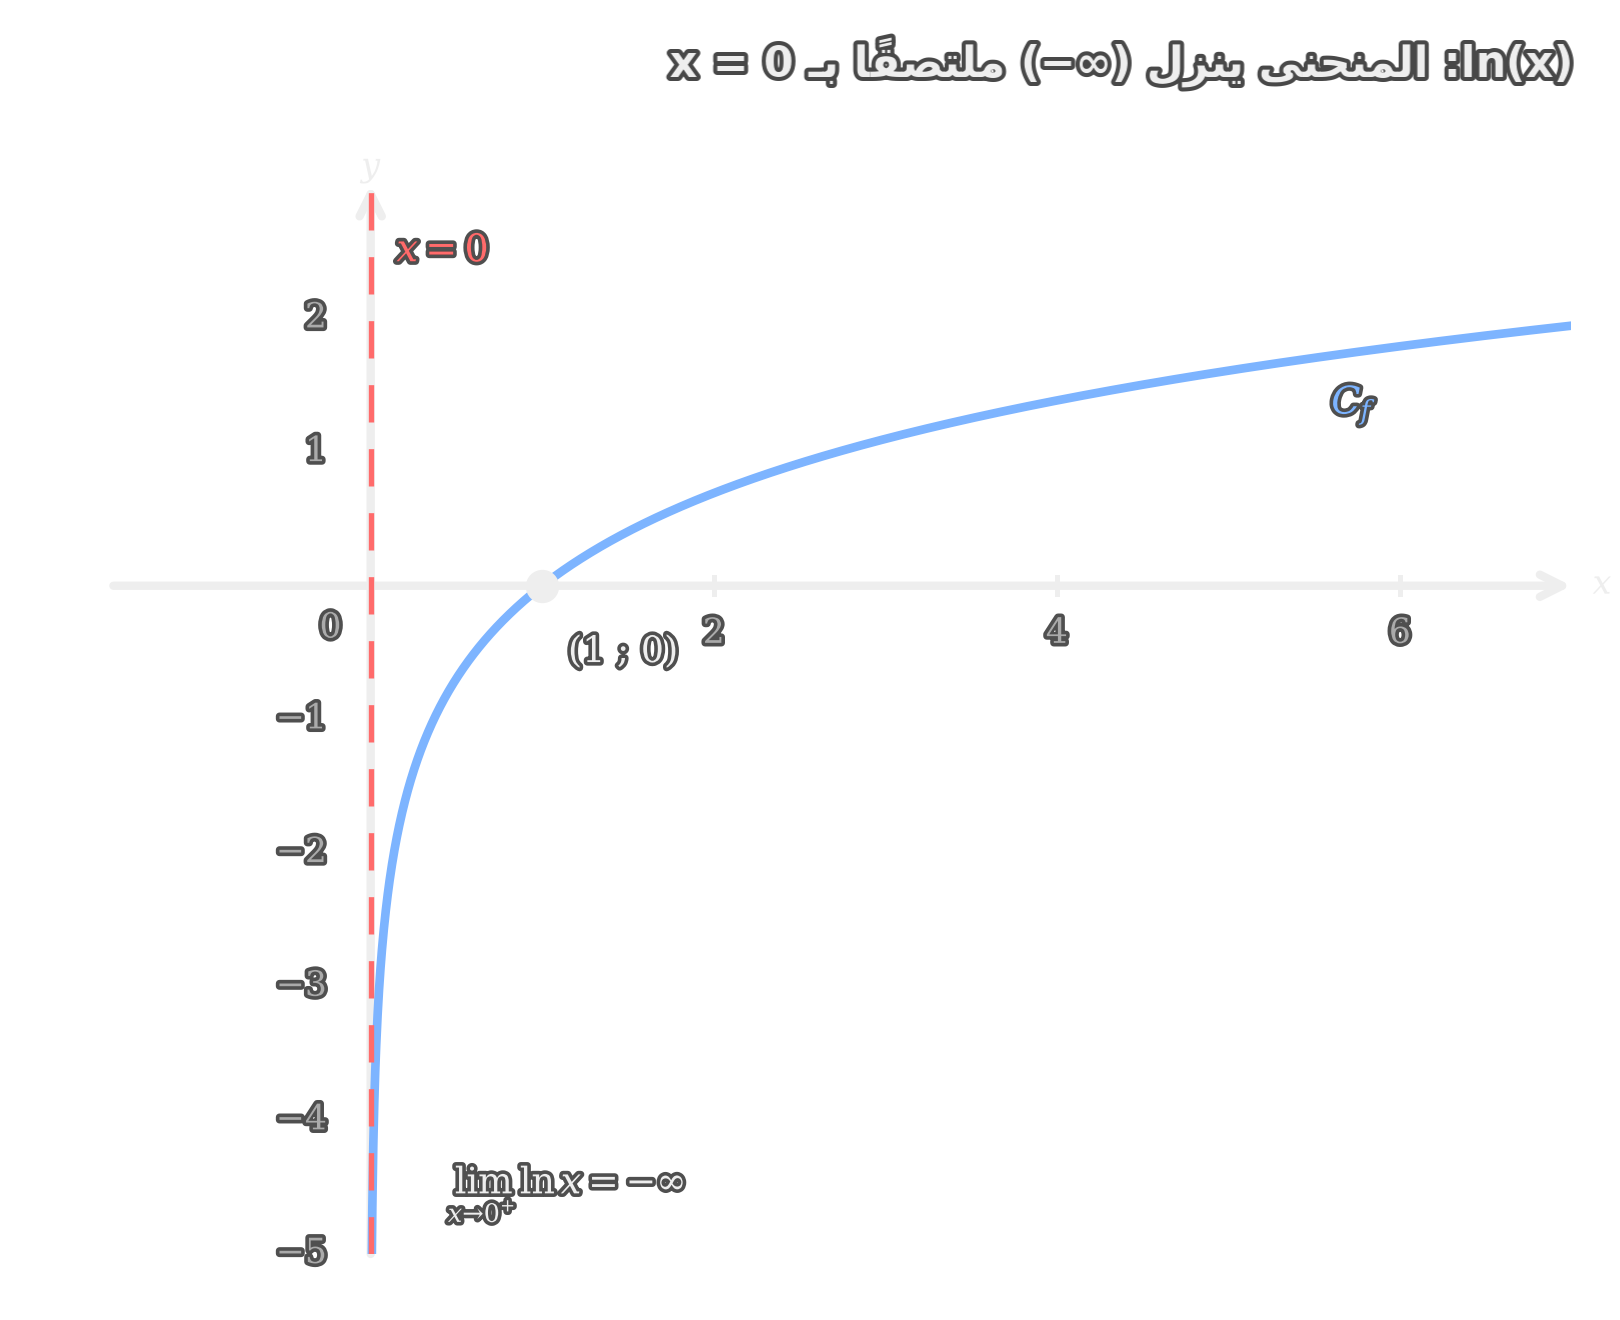 ln(x): المنحنى ينزل (−∞) ملتصقًا بـ x = 0
y
x = 0
2
1
C_f
x
0
2
4
6
(1 ; 0)
−1
−2
−3
−4
lim ln x = −∞
x→0⁺
−5